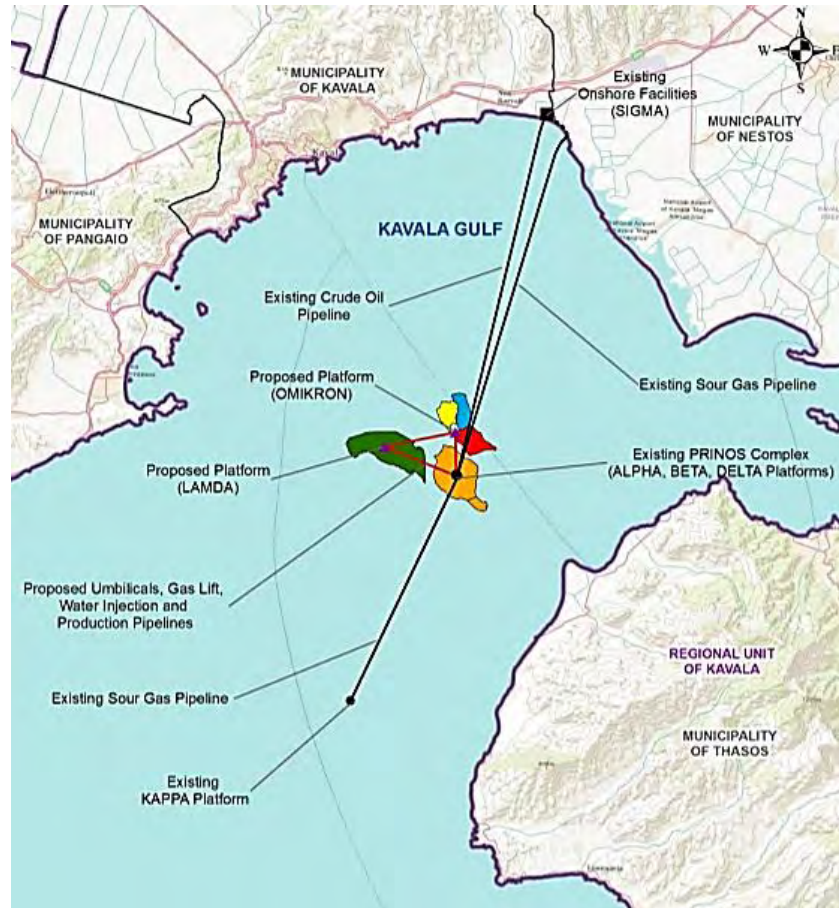 N
W
E
S
MUNICIPALITY
OF KAVALA
Existing
Onshore Facilities
(SIGMA)
MUNICIPALITY
OF NESTOS
MUNICIPALITY
OF PANGAIO
KAVALA GULF
Existing Crude Oil
Pipeline
Proposed Platform
(OMIKRON)
Existing Sour Gas Pipeline
Proposed Platform
(LAMDA)
Existing PRINOS Complex
(ALPHA, BETA, DELTA Platforms)
Proposed Umbilicals, Gas Lift,
Water Injection and
Production Pipelines
REGIONAL UNIT
OF KAVALA
Existing Sour Gas Pipeline
MUNICIPALITY
OF THASOS
Existing
KAPPA Platform